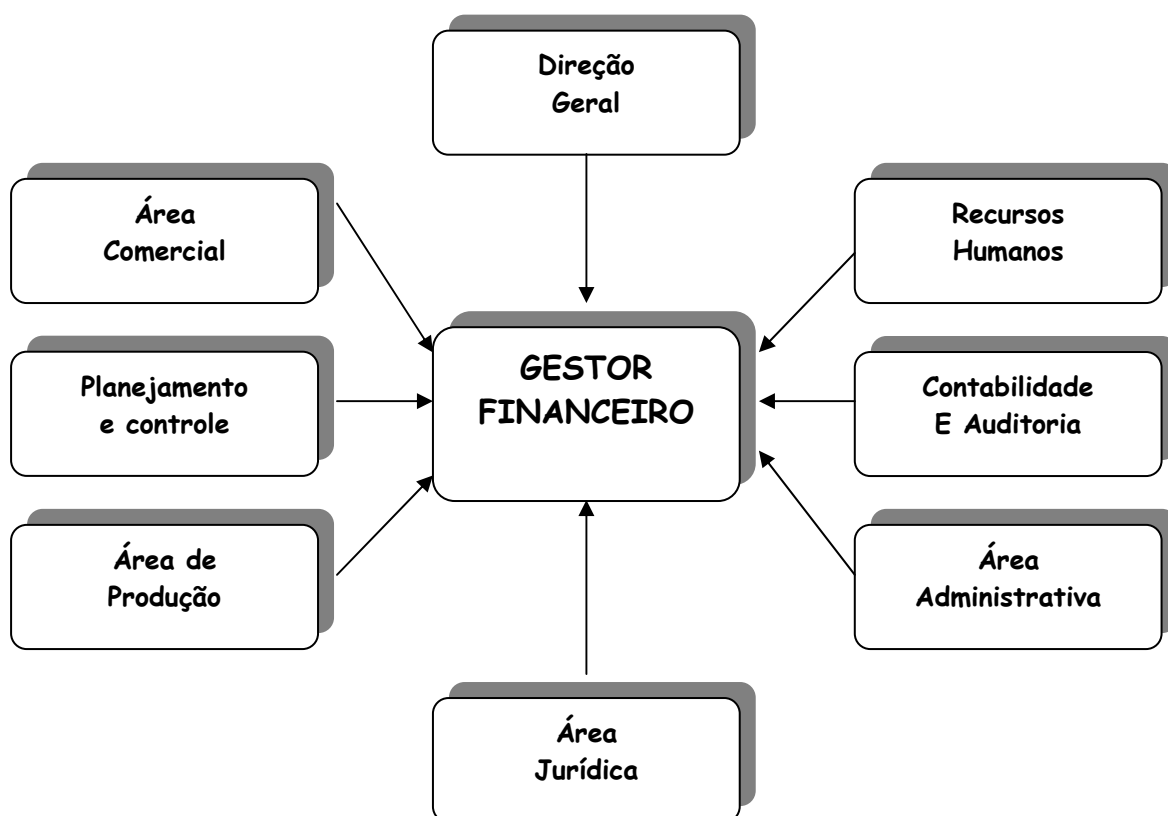 Direção
Geral
Área
Comercial
Recursos
Humanos
Planejamento
e controle
GESTOR
FINANCEIRO
Contabilidade
E Auditoria
Área de
Produção
Área
Administrativa
Área
Jurídica